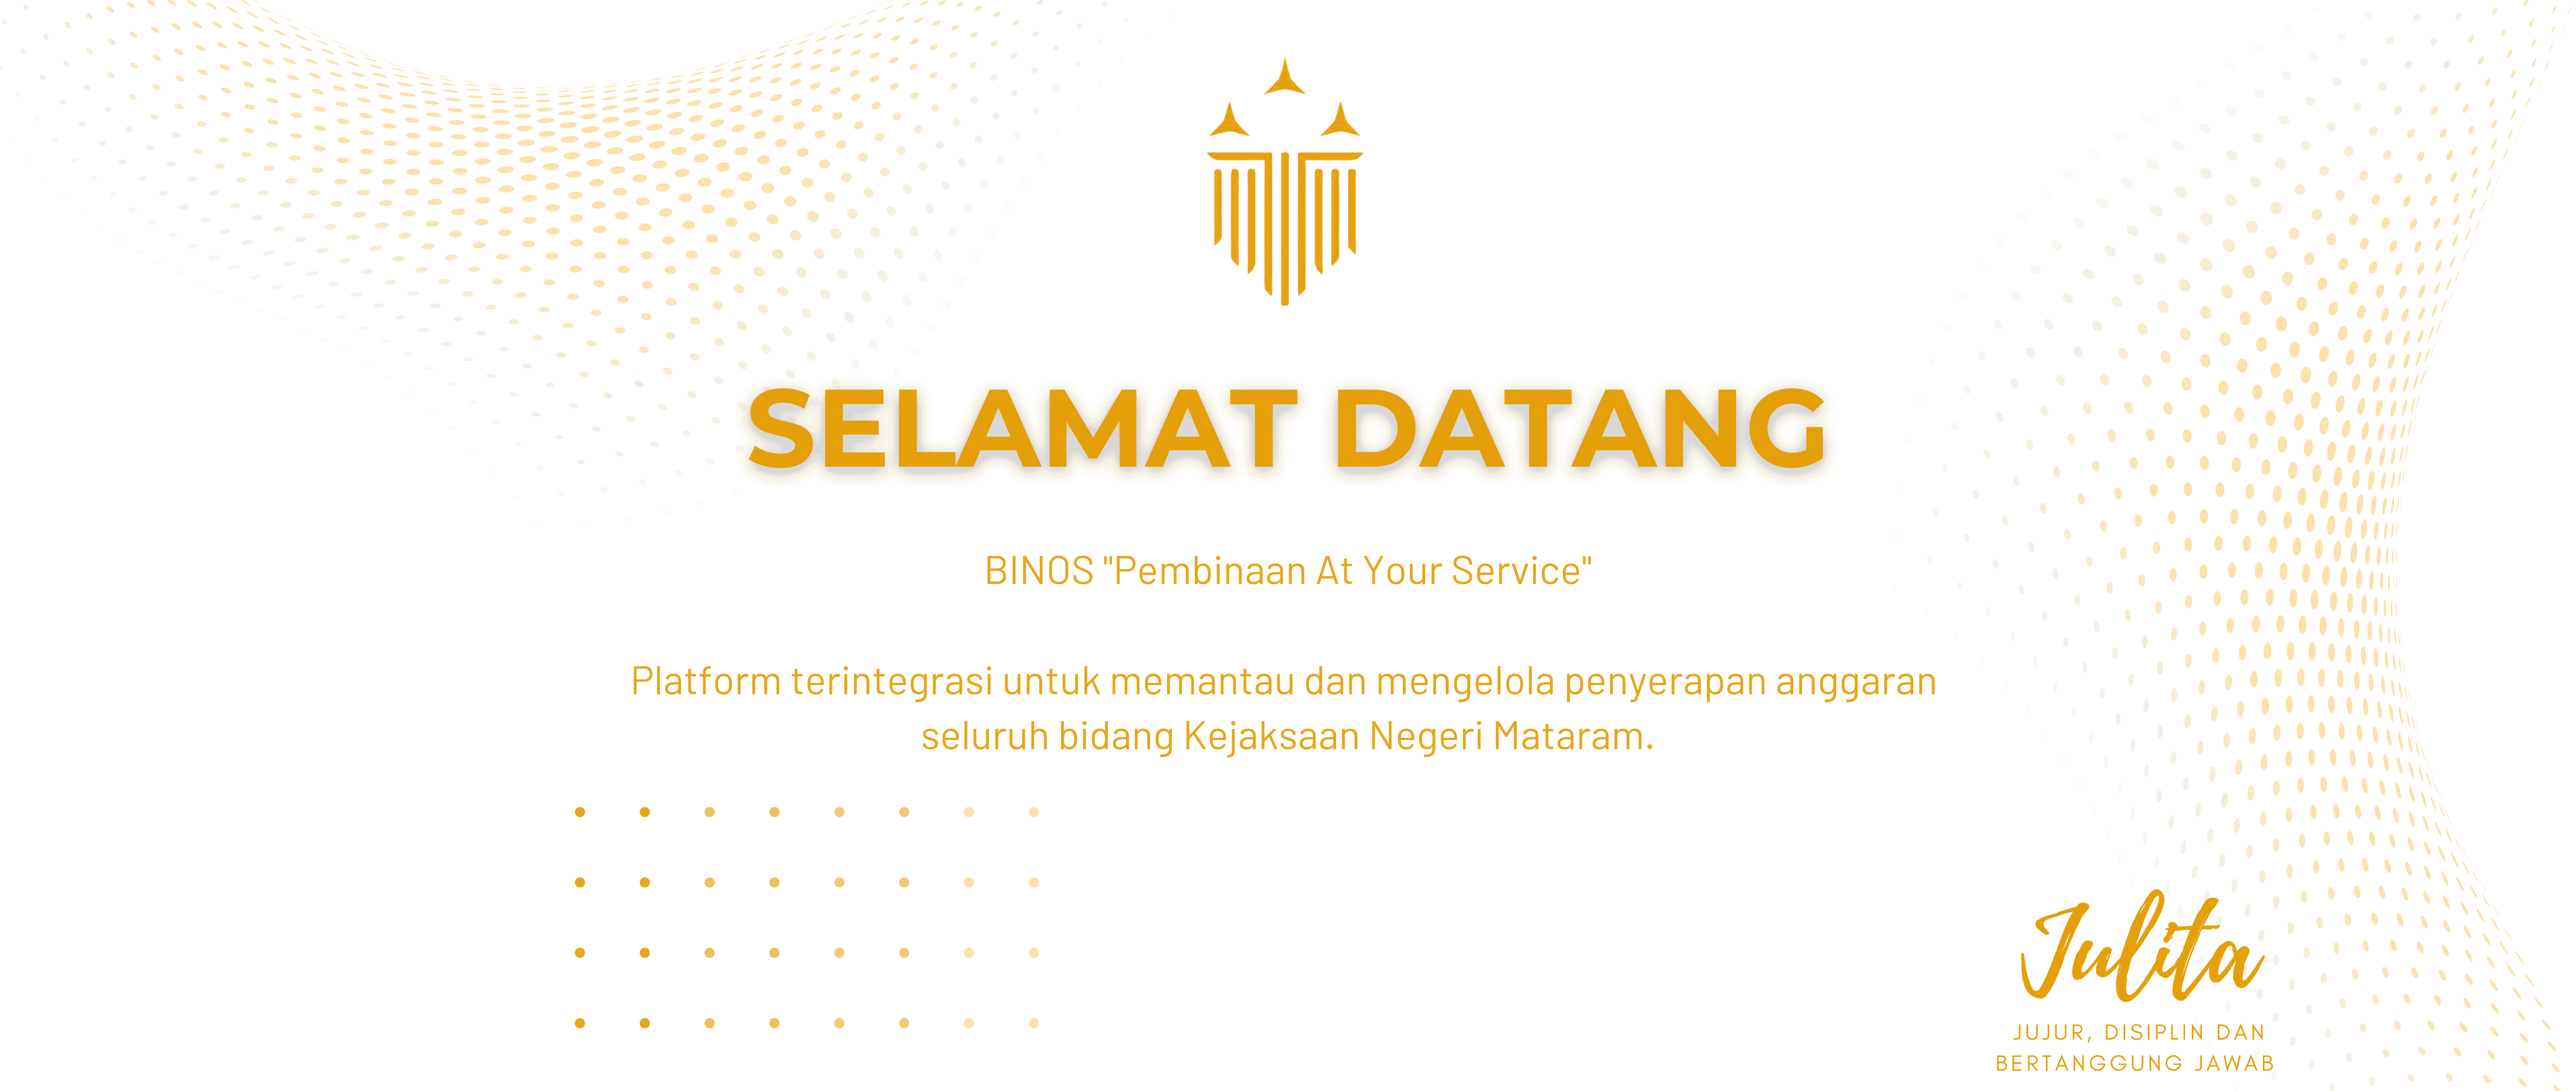 SELAMAT DATANG
BINOS "Pembinaan At Your Service"
Platform terintegrasi untuk memantau dan mengelola penyerapan anggaran
seluruh bidang Kejaksaan Negeri Mataram.
Julita
JUJUR, DISIPLIN DAN
BERTANGGUNG JAWAB